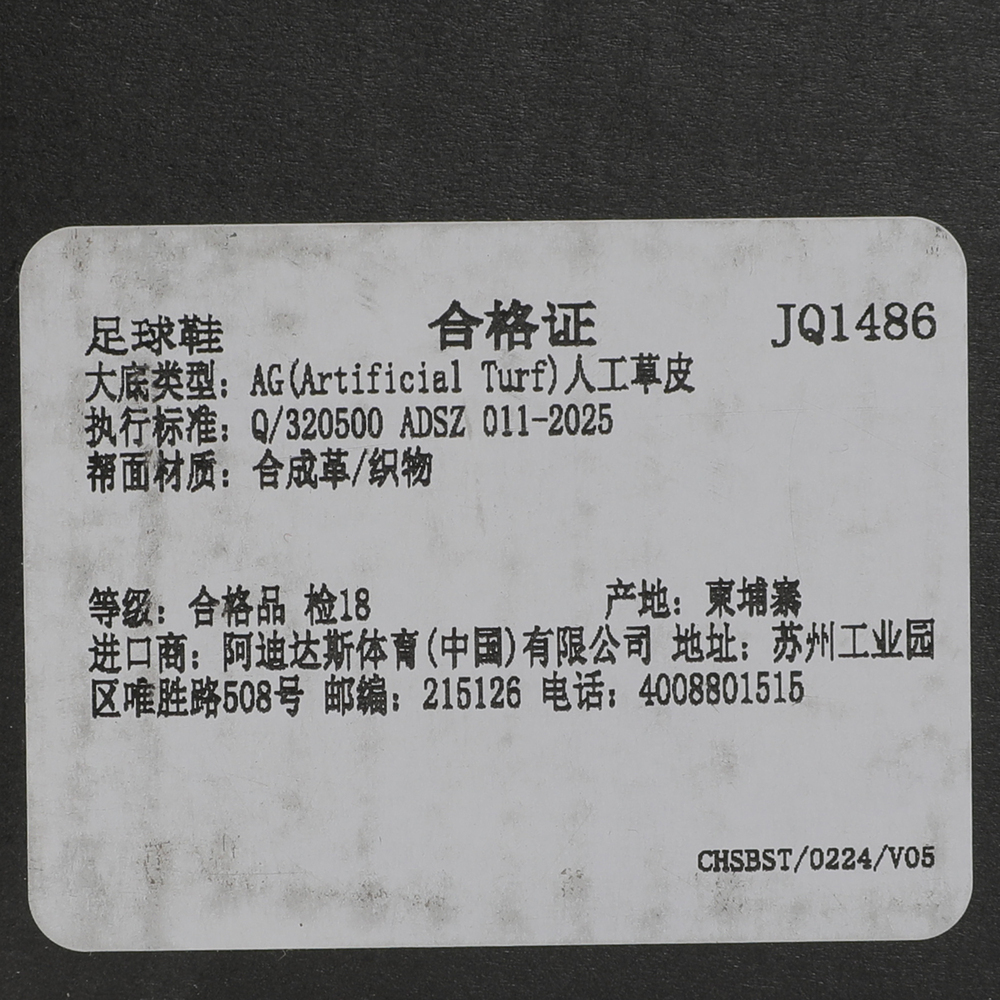 足球鞋 合格证 JQ1486
大底类型：AG(Artificial Turf)人工草皮
执行标准：Q/320500 ADSZ 011-2025
帮面材质：合成革/织物
等级：合格品 检18 产地：柬埔寨
进口商：阿迪达斯体育(中国)有限公司 地址：苏州工业园
区唯胜路508号 邮编：215126 电话：4008801515
CHSBST/0224/V05